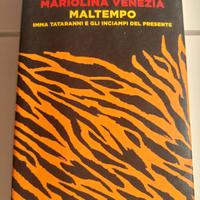 MARIOLINA VENEZIA
MALTEMPO
IMMA TATARANNI E GLI INCIAMPI DEL PRESENTE